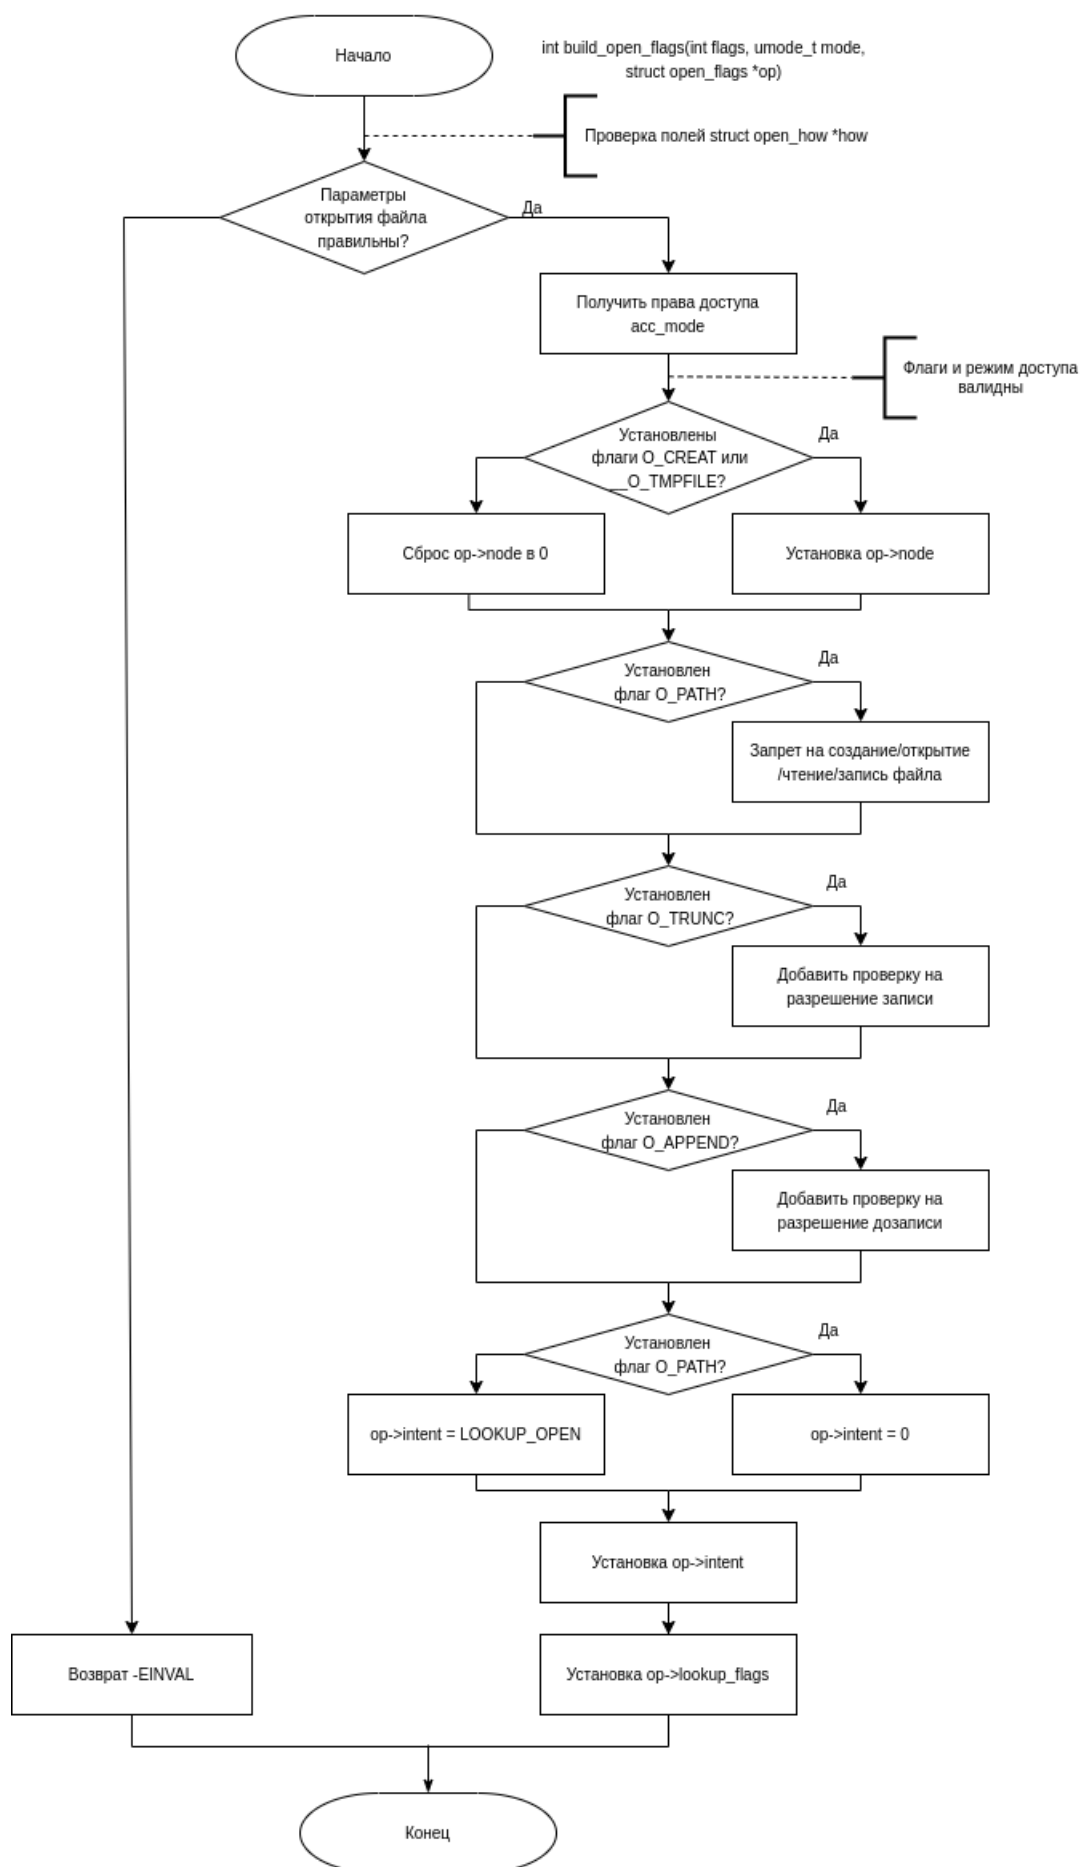 Начало
int build_open_flags(int flags, umode_t mode,
struct open_flags *op)
Проверка полей struct open_how *how
Параметры
открытия файла
правильны?
Да
Получить права доступа
acc_mode
Флаги и режим доступа
валидны
Установлены
флаги O_CREAT или
__O_TMPFILE?
Да
Сброс op->node в 0
Установка op->node
Установлен
флаг O_PATH?
Да
Запрет на создание/открытие
/чтение/запись файла
Установлен
флаг O_TRUNC?
Да
Добавить проверку на
разрешение записи
Установлен
флаг O_APPEND?
Да
Добавить проверку на
разрешение дозаписи
Установлен
флаг O_PATH?
Да
op->intent = LOOKUP_OPEN
op->intent = 0
Установка op->intent
Возврат -EINVAL
Установка op->lookup_flags
Конец